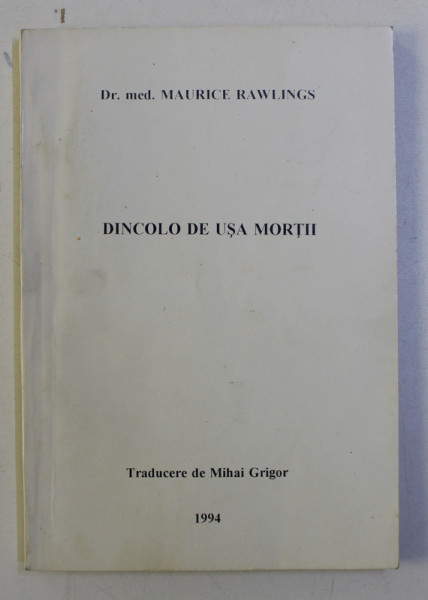 Dr. med. MAURICE RAWLINGS
DINCOLO DE UŞA MORŢII
Traducere de Mihai Grigor
1994